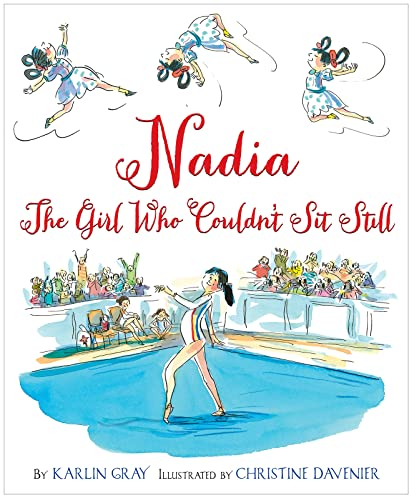 Nadia
The Girl Who Couldn't Sit Still
BY KARLIN GRAY ILLUSTRATED BY CHRISTINE DAVENIER